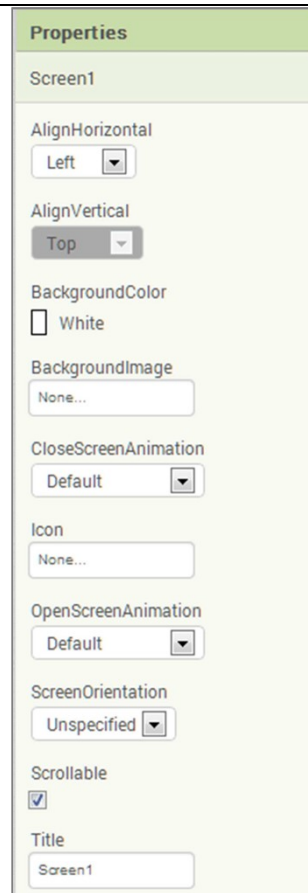 Properties
Screen1
AlignHorizontal
Left
AlignVertical
Top
BackgroundColor
White
BackgroundImage
None...
CloseScreenAnimation
Default
Icon
None...
OpenScreenAnimation
Default
ScreenOrientation
Unspecified
Scrollable
Title
Screen1